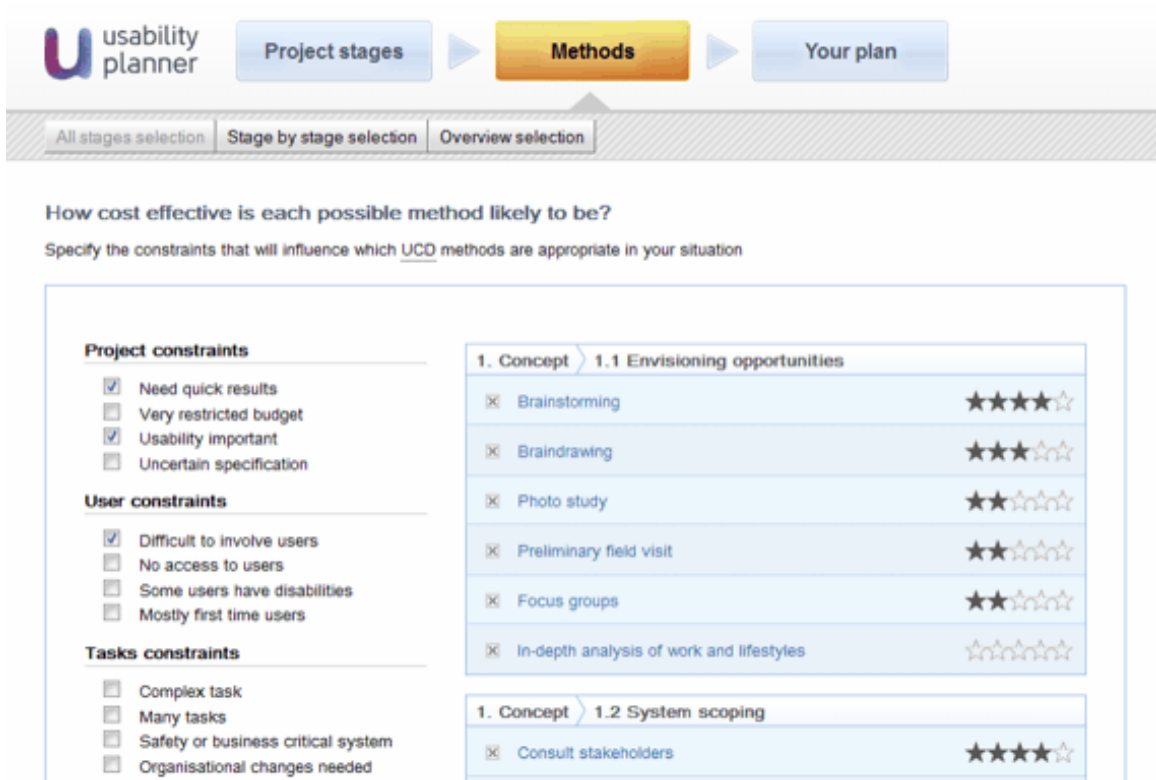 usability
planner
Project stages
Methods
Your plan
All stages selection
Stage by stage selection
Overview selection
How cost effective is each possible method likely to be?
Specify the constraints that will influence which UCD methods are appropriate in your situation
Project constraints
Need quick results
Very restricted budget
Usability important
Uncertain specification
User constraints
Difficult to involve users
No access to users
Some users have disabilities
Mostly first time users
Tasks constraints
Complex task
Many tasks
Safety or business critical system
Organisational changes needed
1. Concept 1.1 Envisioning opportunities
Brainstorming
Braindrawing
Photo study
Preliminary field visit
Focus groups
In-depth analysis of work and lifestyles
1. Concept 1.2 System scoping
Consult stakeholders